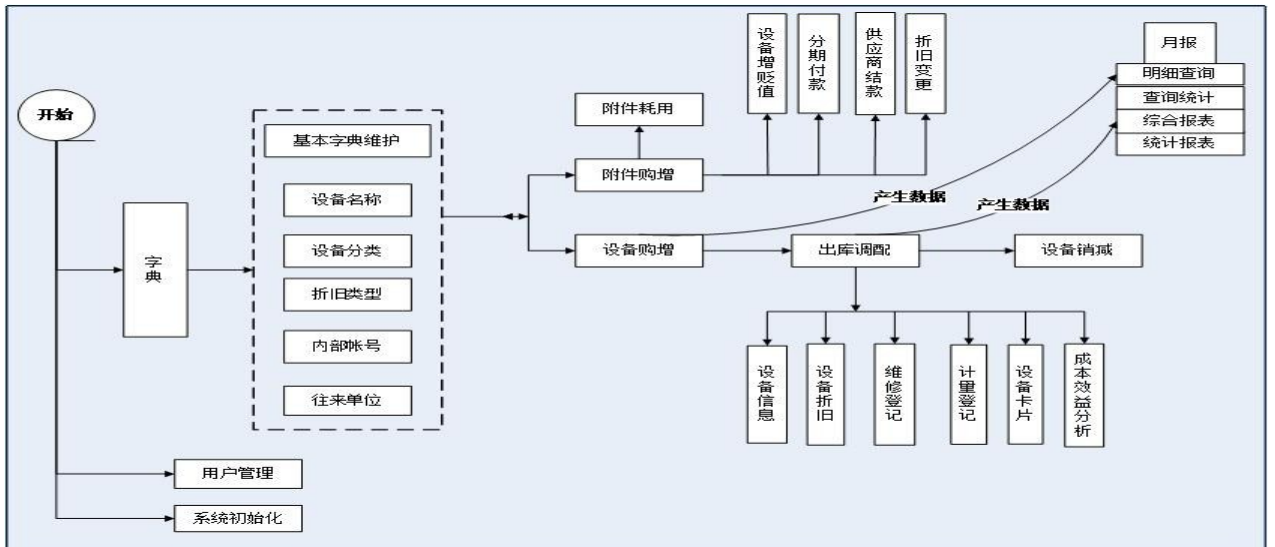 开始
字典
基本字典维护
设备名称
设备分类
折旧类型
内部帐号
往来单位
用户管理
系统初始化
附件耗用
附件购增
设备购增
设备增贬值
分期付款
供应商结款
折旧变更
产生数据
产生数据
月报
明细查询
查询统计
综合报表
统计报表
出库调配
设备销减
设备信息
设备折旧
维修登记
计量登记
设备卡片
成本效益分析